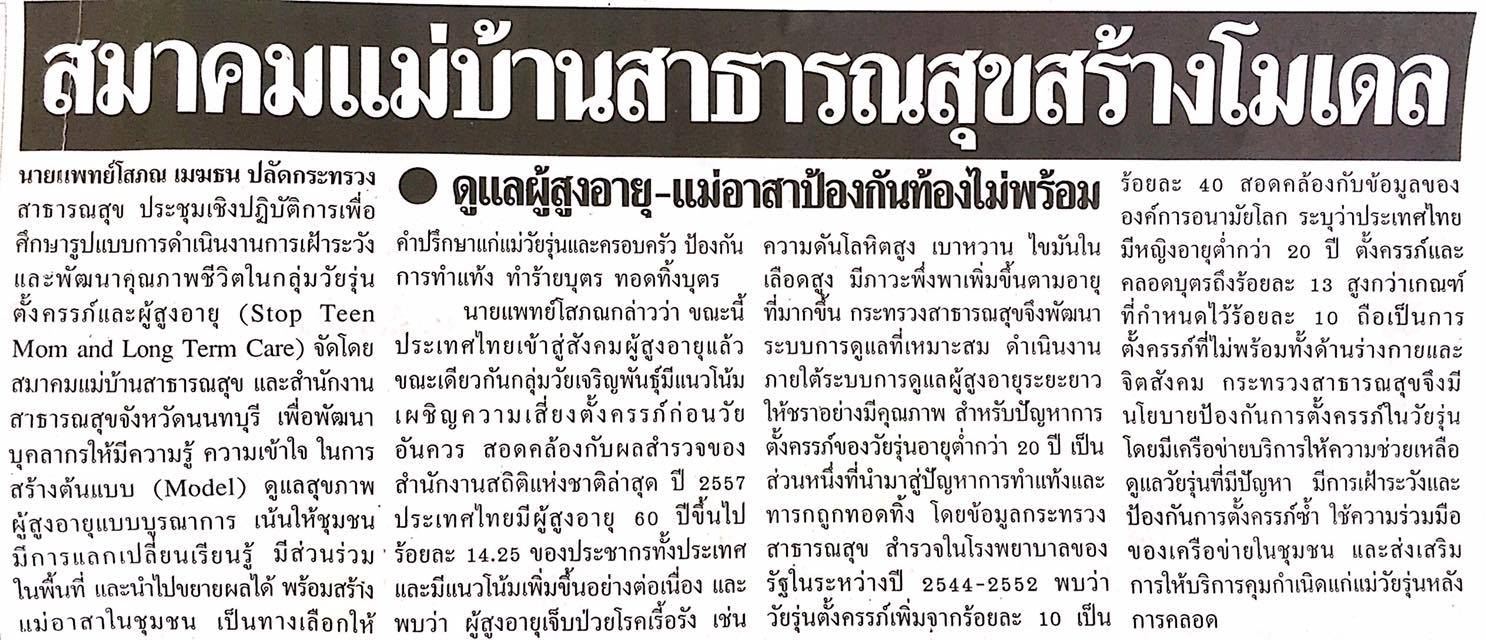 สมาคมแม่บ้านสาธารณสุขสร้างโมเดล
● ดูแลผู้สูงอายุ-แม่อาสาป้องกันท้องไม่พร้อม
นายแพทย์โสภณ เมฆธน ปลัดกระทรวง
สาธารณสุข ประชุมเชิงปฏิบัติการเพื่อ
ศึกษารูปแบบการดำเนินงานการเฝ้าระวัง
และพัฒนาคุณภาพชีวิตในกลุ่มวัยรุ่น
ตั้งครรภ์และผู้สูงอายุ (Stop Teen
Mom and Long Term Care) จัดโดย
สมาคมแม่บ้านสาธารณสุข และสำนักงาน
สาธารณสุขจังหวัดนนทบุรี เพื่อพัฒนา
บุคลากรให้มีความรู้ ความเข้าใจ ในการ
สร้างต้นแบบ (Model) ดูแลสุขภาพ
ผู้สูงอายุแบบบูรณาการ เน้นให้ชุมชน
มีการแลกเปลี่ยนเรียนรู้ มีส่วนร่วม
ในพื้นที่ และนำไปขยายผลได้ พร้อมสร้าง
แม่อาสาในชุมชน เป็นทางเลือกให้
คำปรึกษาแก่แม่วัยรุ่นและครอบครัว ป้องกัน
การทำแท้ง ทำร้ายบุตร ทอดทิ้งบุตร
นายแพทย์โสภณกล่าวว่า ขณะนี้
ประเทศไทยเข้าสู่สังคมผู้สูงอายุแล้ว
ขณะเดียวกันกลุ่มวัยเจริญพันธุ์มีแนวโน้ม
เผชิญความเสี่ยงตั้งครรภ์ก่อนวัย
อันควร สอดคล้องกับผลสำรวจของ
สำนักงานสถิติแห่งชาติล่าสุด ปี 2557
ประเทศไทยมีผู้สูงอายุ 60 ปีขึ้นไป
ร้อยละ 14.25 ของประชากรทั้งประเทศ
และมีแนวโน้มเพิ่มขึ้นอย่างต่อเนื่อง และ
พบว่า ผู้สูงอายุเจ็บป่วยโรคเรื้อรัง เช่น
ความดันโลหิตสูง เบาหวาน ไขมันใน
เลือดสูง มีภาวะพึ่งพาเพิ่มขึ้นตามอายุ
ที่มากขึ้น กระทรวงสาธารณสุขจึงพัฒนา
ระบบการดูแลที่เหมาะสม ดำเนินงาน
ภายใต้ระบบการดูแลผู้สูงอายุระยะยาว
ให้ชราอย่างมีคุณภาพ สำหรับปัญหาการ
ตั้งครรภ์ของวัยรุ่นอายุต่ำกว่า 20 ปี เป็น
ส่วนหนึ่งที่นำมาสู่ปัญหาการทำแท้งและ
ทารกถูกทอดทิ้ง โดยข้อมูลกระทรวง
สาธารณสุข สำรวจในโรงพยาบาลของ
รัฐในระหว่างปี 2544-2552 พบว่า
วัยรุ่นตั้งครรภ์เพิ่มจากร้อยละ 10 เป็น
ร้อยละ 40 สอดคล้องกับข้อมูลของ
องค์การอนามัยโลก ระบุว่าประเทศไทย
มีหญิงอายุต่ำกว่า 20 ปี ตั้งครรภ์และ
คลอดบุตรถึงร้อยละ 13 สูงกว่าเกณฑ์
ที่กำหนดไว้ร้อยละ 10 ถือเป็นการ
ตั้งครรภ์ที่ไม่พร้อมทั้งด้านร่างกายและ
จิตสังคม กระทรวงสาธารณสุขจึงมี
นโยบายป้องกันการตั้งครรภ์ในวัยรุ่น
โดยมีเครือข่ายบริการให้ความช่วยเหลือ
ดูแลวัยรุ่นที่มีปัญหา มีการเฝ้าระวังและ
ป้องกันการตั้งครรภ์ซ้ำ ใช้ความร่วมมือ
ของเครือข่ายในชุมชน และส่งเสริม
การให้บริการคุมกำเนิดแก่แม่วัยรุ่นหลัง
การคลอด